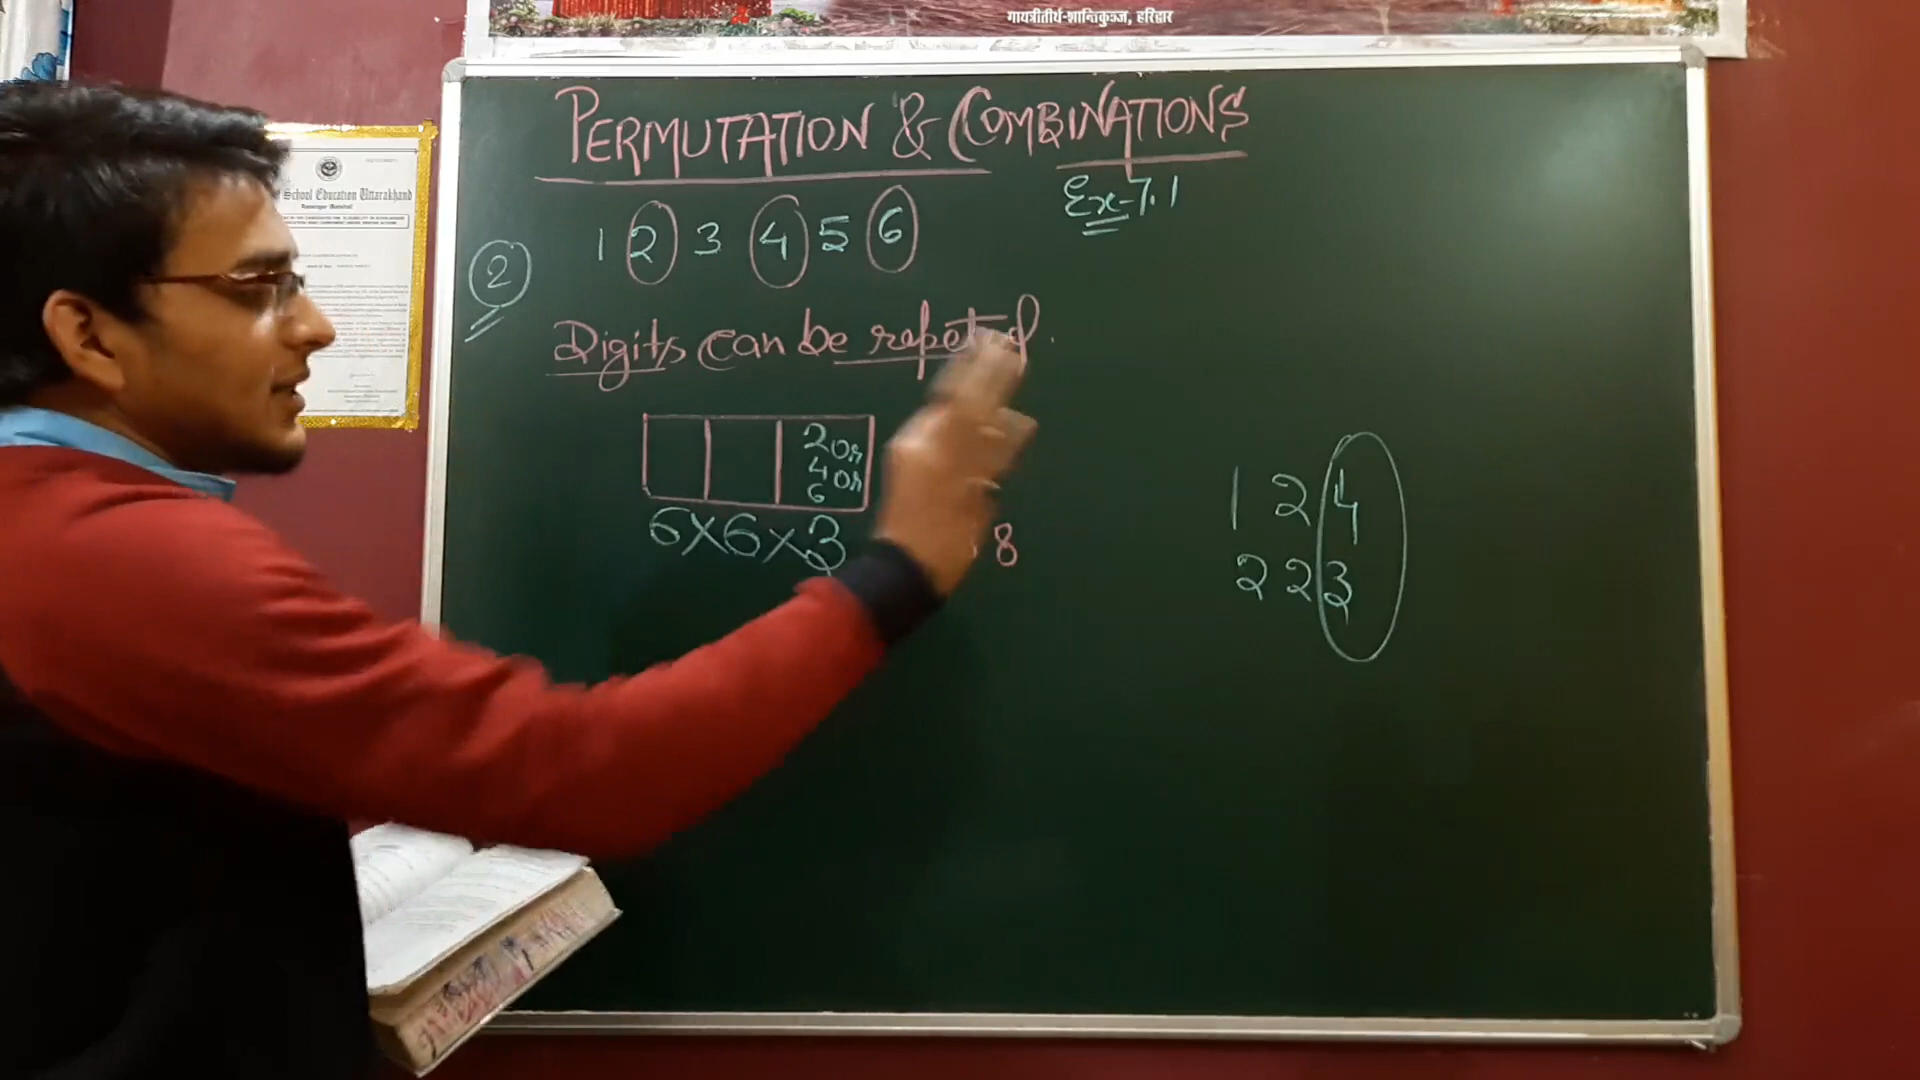 गायत्रीतीर्थ-शान्तिकुञ्ज, हरिद्वार
PERMUTATION & COMBINATIONS
Ex-7.1
2
1 2 3 4 5 6
Digits can be
2 or
4 or
6
6×6×3
8
1 2 4
2 2 3
School Education Uttarakhand